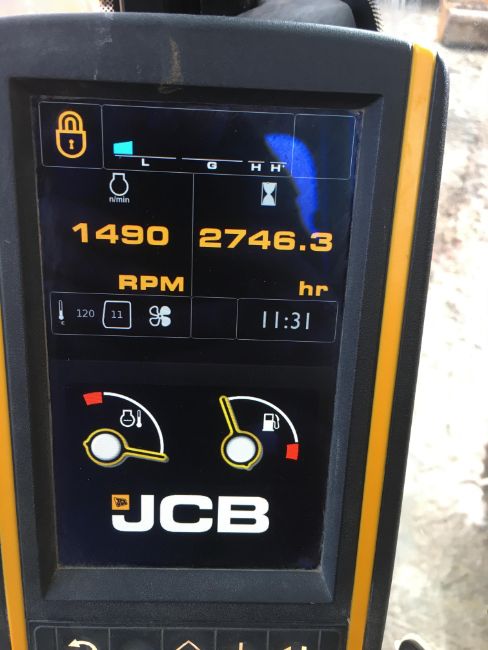 L G H H+
n/min
1490 2746.3
RPM hr
°C 120 11 11:31
JCB